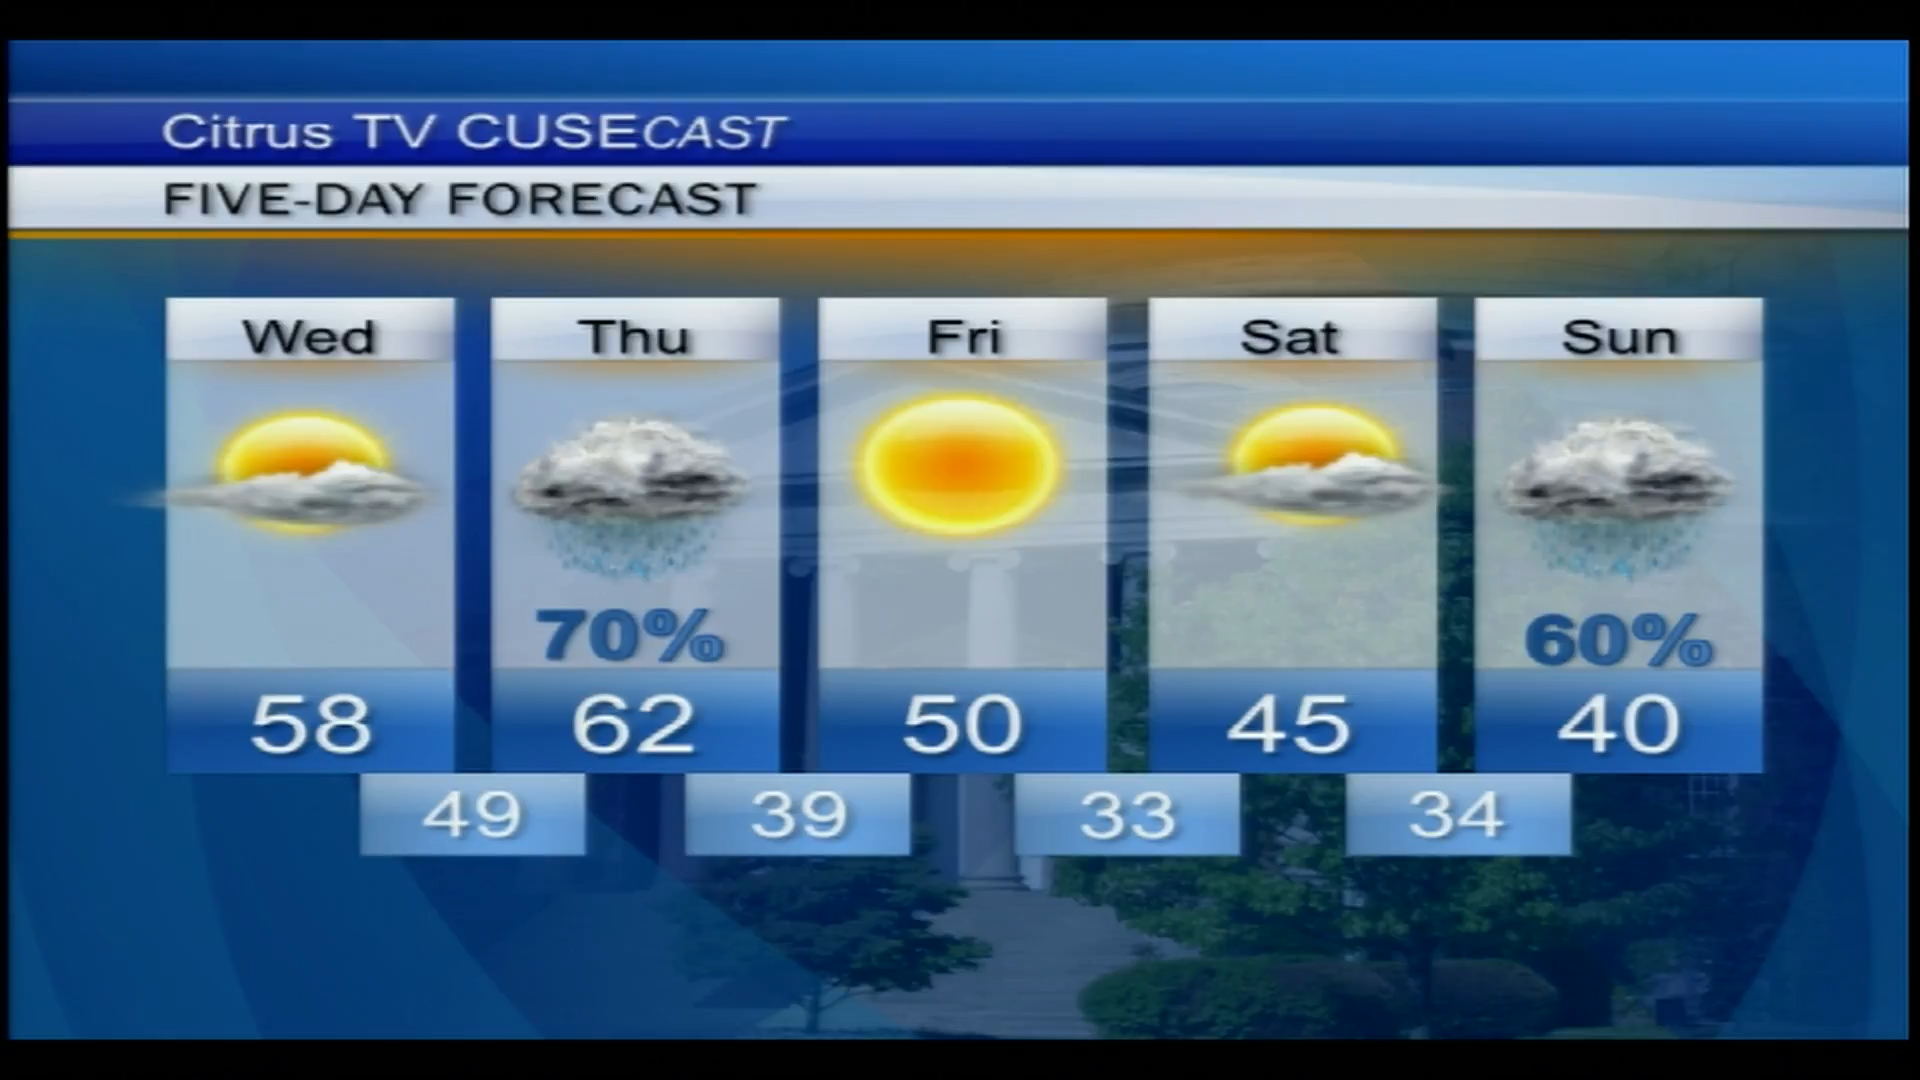 Citrus TV CUSECAST
FIVE-DAY FORECAST
Wed Thu Fri Sat Sun
70% 60%
58 62 50 45 40
49 39 33 34